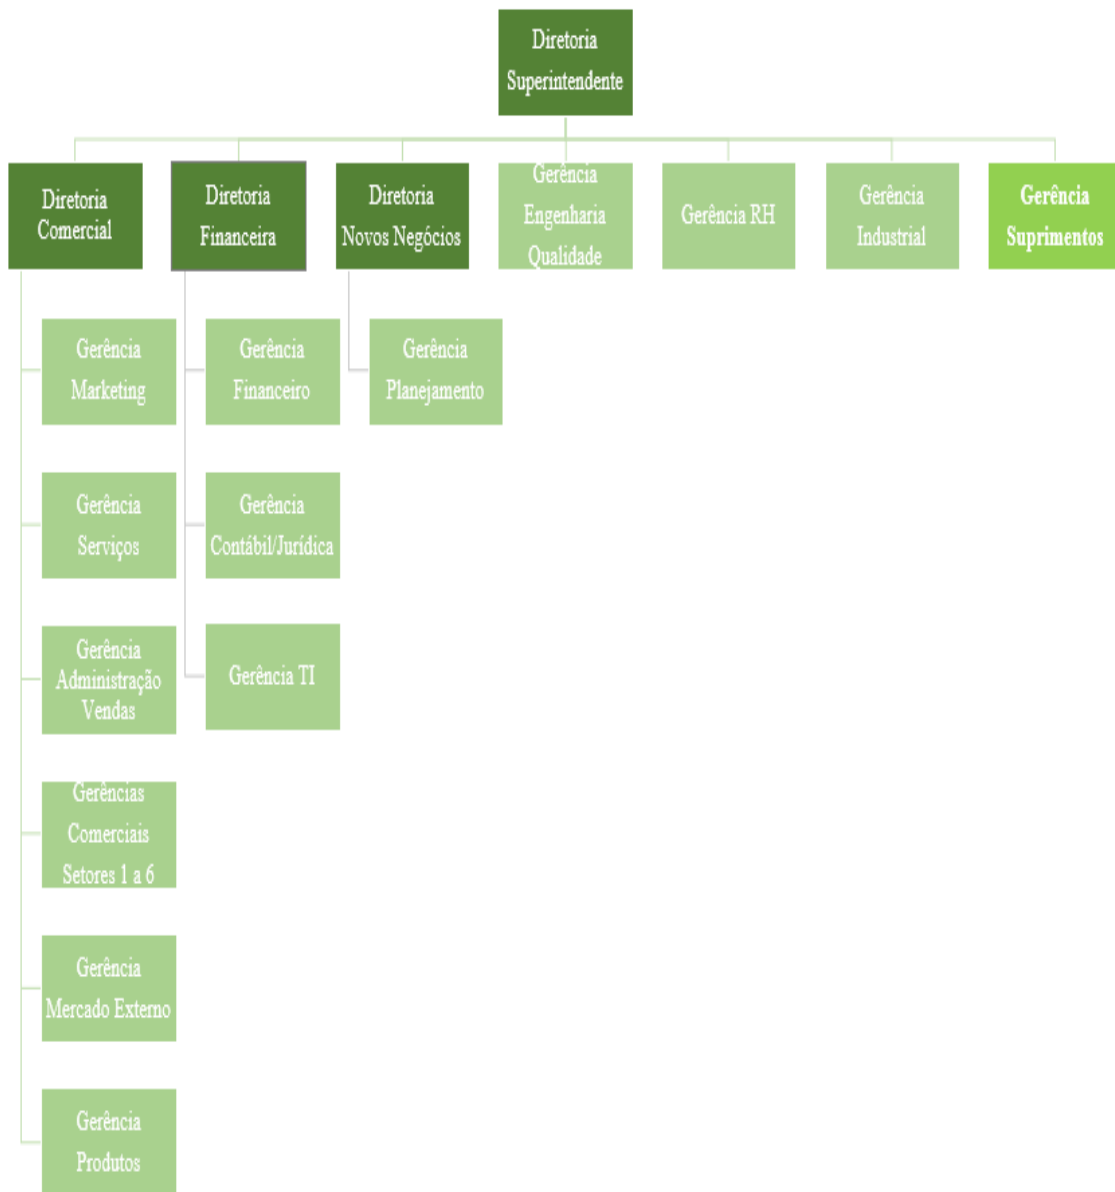 Diretoria
Superintendente
Diretoria
Comercial
Diretoria
Financeira
Diretoria
Novos Negócios
Gerência
Engenharia
Qualidade
Gerência RH
Gerência
Industrial
Gerência
Suprimentos
Gerência
Marketing
Gerência
Financeiro
Gerência
Planejamento
Gerência
Serviços
Gerência
Contábil/Jurídica
Gerência
Administração
Vendas
Gerência TI
Gerências
Comerciais
Setores 1 a 6
Gerência
Mercado Externo
Gerência
Produtos